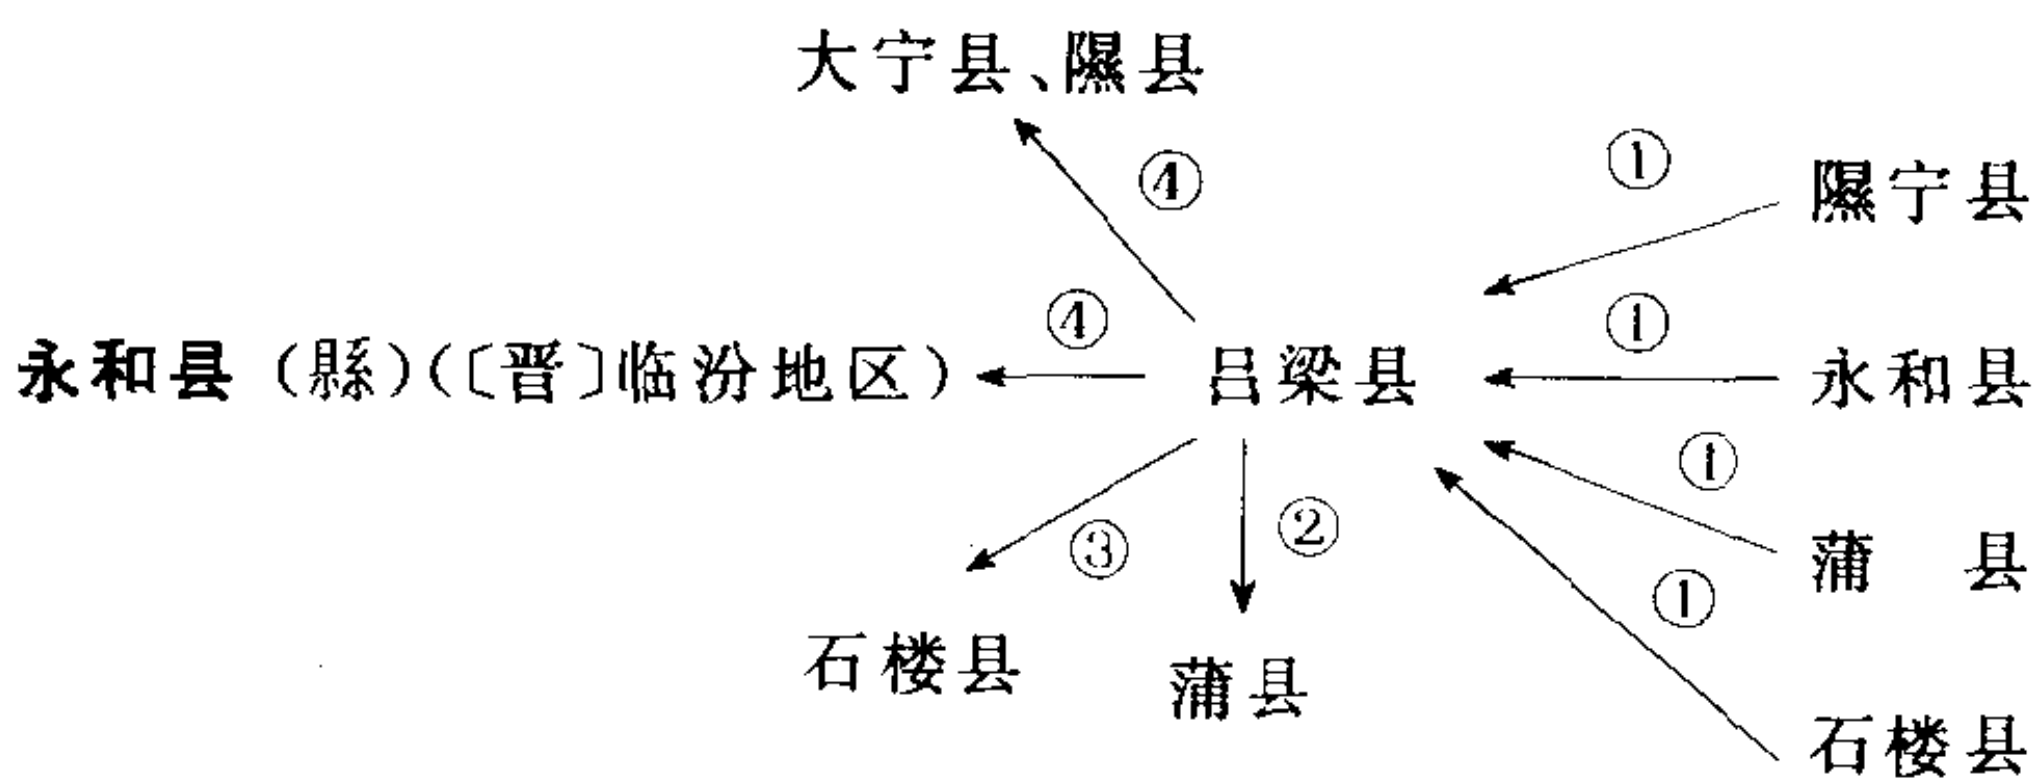 大宁县、隰县
①
④
隰宁县
④
①
永和县(縣)(〔晋〕临汾地区)
吕梁县
永和县
①
③
②
蒲县
①
石楼县
蒲县
石楼县